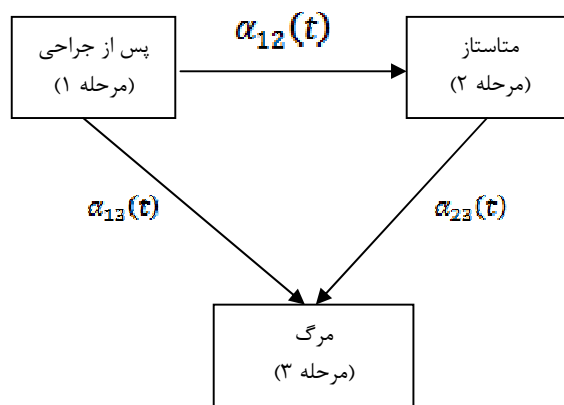 α₁₂(t)
پس از جراحی
(مرحله ۱)
متاستاز
(مرحله ۲)
α₁₃(t)
α₂₃(t)
مرگ
(مرحله ۳)